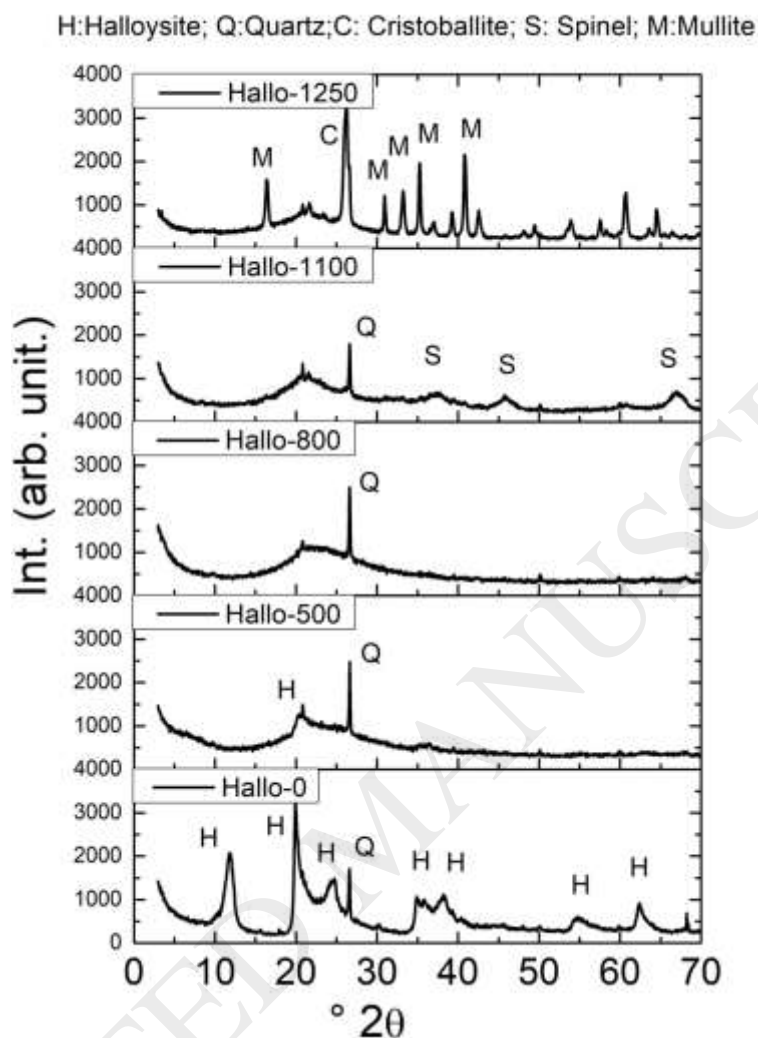 H:Halloysite; Q:Quartz;C: Cristoballite; S: Spinel; M:Mullite
4000
Hallo-1250
3000
2000
1000
M
C
M
M
M
M
4000
Hallo-1100
3000
2000
1000
Q
S
S
S
4000
Hallo-800
3000
2000
1000
Q
4000
Hallo-500
3000
2000
1000
H
Q
4000
Hallo-0
3000
2000
1000
0
H
H
H
Q
H
H
H
H
Int. (arb. unit.)
0 10 20 30 40 50 60 70
° 2θ
ED MANUSC